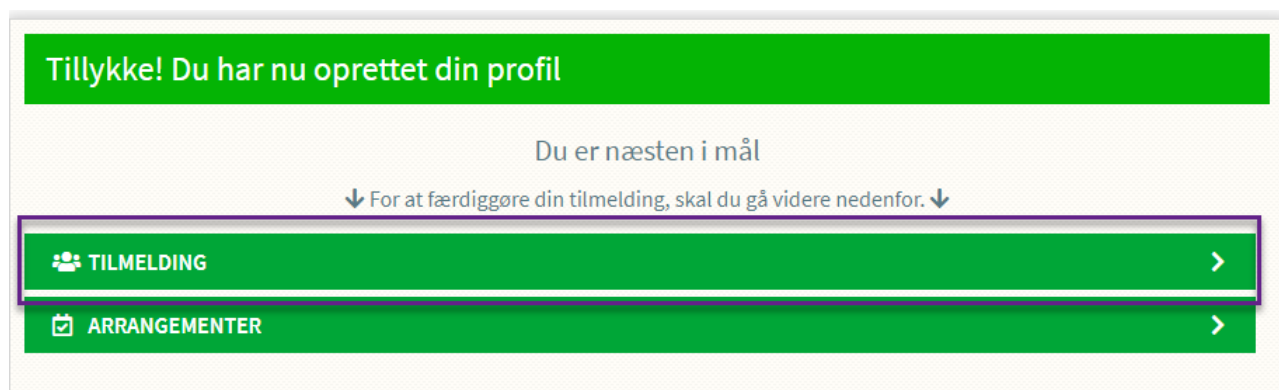 Tillykke! Du har nu oprettet din profil
Du er næsten i mål
For at færdiggøre din tilmelding, skal du gå videre nedenfor.
TILMELDING
ARRANGEMENTER